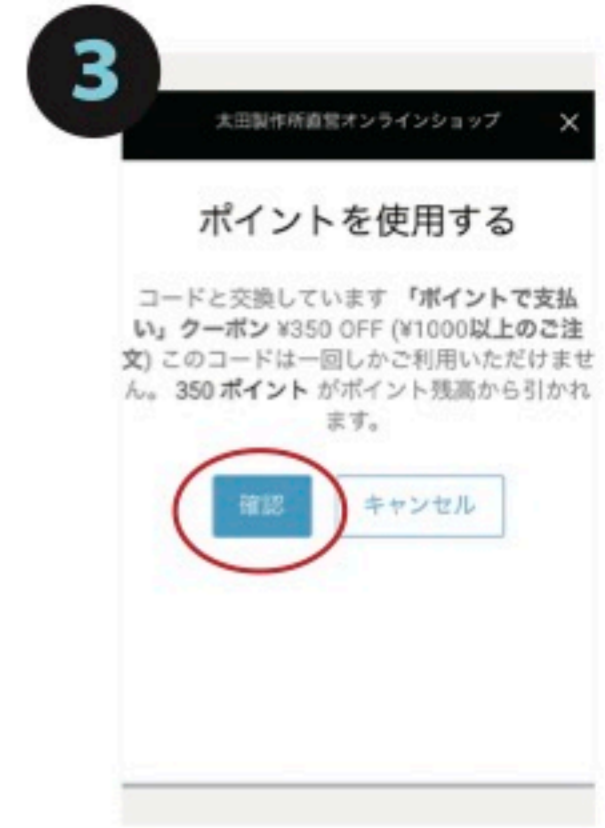 3
太田製作所直営オンラインショップ ×
ポイントを使用する
コードと交換しています 「ポイントで支払
い」クーポン ¥350 OFF (¥1000以上のご注
文) このコードは一回しかご利用いただけませ
ん。 350 ポイント がポイント残高から引かれ
ます。
確認 キャンセル